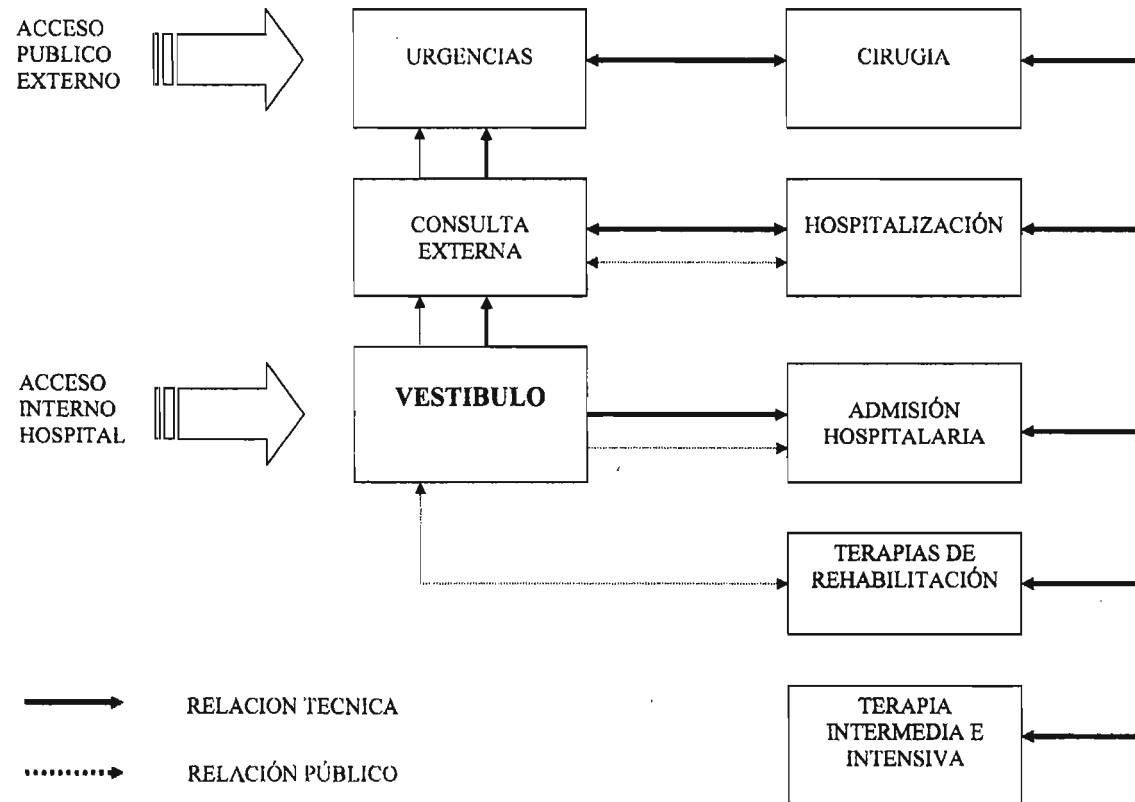 ACCESO
PUBLICO
EXTERNO
URGENCIAS
CIRUGIA
CONSULTA
EXTERNA
HOSPITALIZACIÓN
ACCESO
INTERNO
HOSPITAL
VESTIBULO
ADMISIÓN
HOSPITALARIA
TERAPIAS DE
REHABILITACIÓN
RELACION TECNICA
TERAPIA
INTERMEDIA E
INTENSIVA
RELACIÓN PÚBLICO